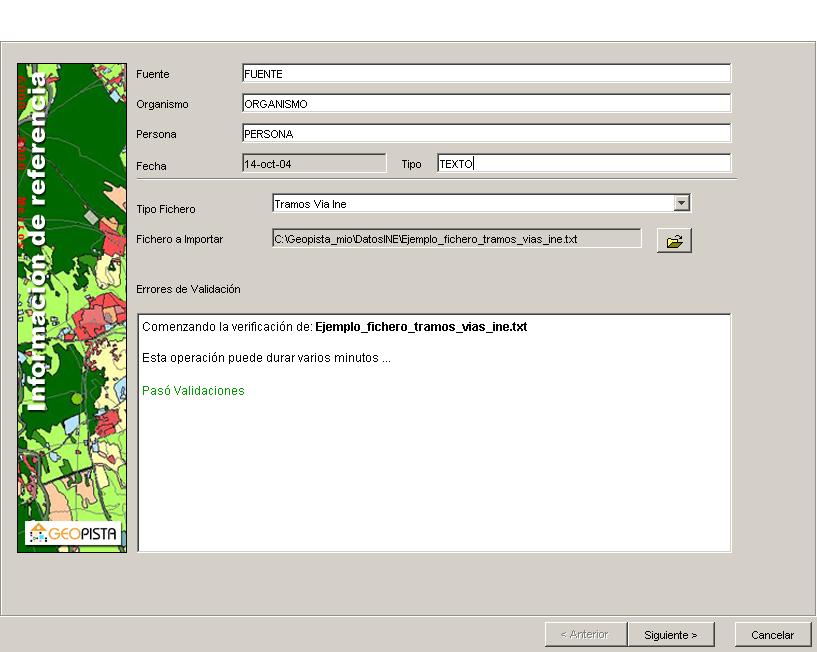 Fuente FUENTE
Organismo ORGANISMO
Persona PERSONA
Fecha 14-oct-04 Tipo TEXTO
Tipo Fichero Tramos Via Ine
Fichero a Importar C:\Geopista_mio\DatosINE\Ejemplo_fichero_tramos_vias_ine.txt
Errores de Validación
Comenzando la verificación de: Ejemplo_fichero_tramos_vias_ine.txt
Esta operación puede durar varios minutos ...
Pasó Validaciones
Información de referencia
GEOPISTA
< Anterior Siguiente > Cancelar